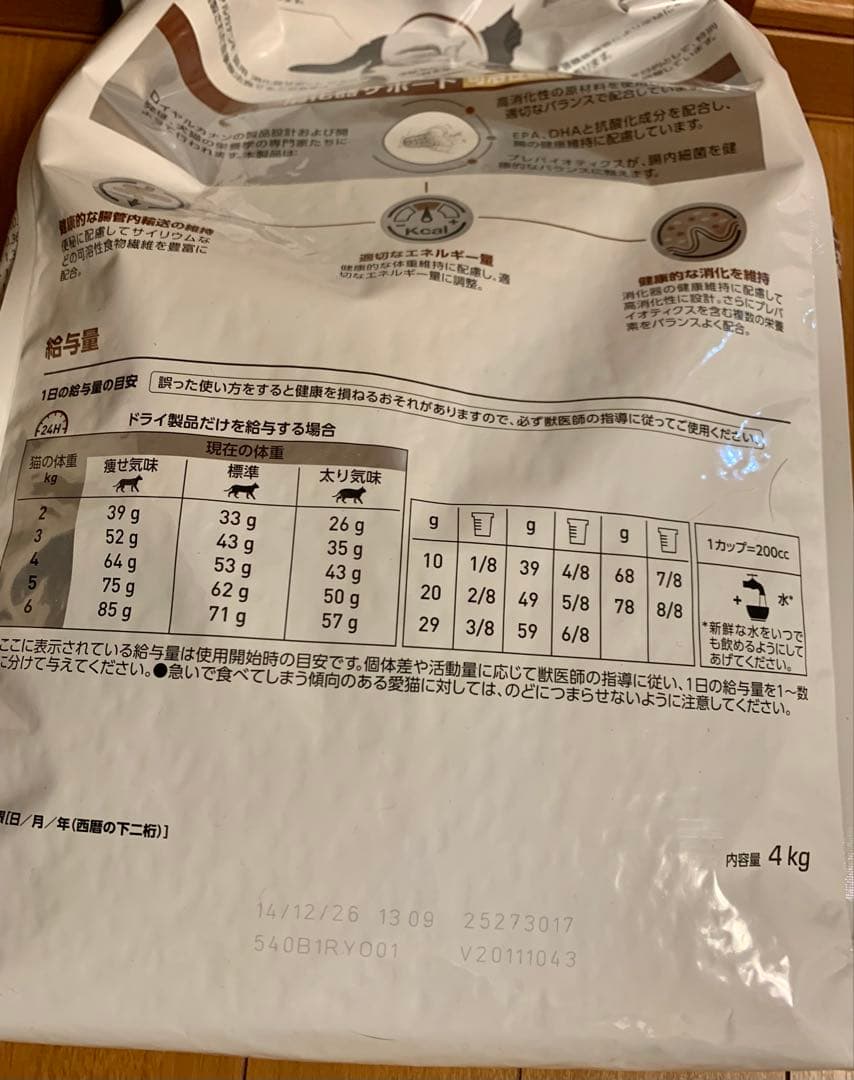 高消化性の原材料を使用
適切なバランスで配合しています
EPA、DHAと抗酸化成分を配合し、
腸の健康維持に配慮しています。
プレバイオティクスが、腸内細菌を健
康的なバランスに整えます。
ロイヤルカナンの製品設計および開
健康的な腸管内輸送の維持
便秘に配慮してサイリウムな
どの可溶性食物繊維を豊富に
配合。
Kcal
適切なエネルギー量
健康的な体重維持に配慮し、適
切なエネルギー量に調整。
健康的な消化を維持
消化器の健康維持に配慮して
高消化性に設計。さらにプレバ
イオティクスを含む複数の栄養
素をバランスよく配合。
給与量
1日の給与量の目安 誤った使い方をすると健康を損ねるおそれがありますので、必ず獣医師の指導に従ってご使用ください。
24H ドライ製品だけを給与する場合
猫の体重 kg 現在の体重
痩せ気味 標準 太り気味
2 39 g 33 g 26 g
3 52 g 43 g 35 g
4 64 g 53 g 43 g
5 75 g 62 g 50 g
6 85 g 71 g 57 g
g g g
10 1/8 39 4/8 68 7/8
20 2/8 49 5/8 78 8/8
29 3/8 59 6/8
1カップ=200cc
+ 水*
*新鮮な水をいつで
も飲めるようにして
あげてください。
ここに表示されている給与量は使用開始時の目安です。個体差や活動量に応じて獣医師の指導に従い、1日の給与量を1～数
に分けて与えてください。●急いで食べてしまう傾向のある愛猫に対しては、のどにつまらせないように注意してください。
限[日/月/年(西暦の下二桁)]
内容量 4 kg
14/12/26 13 09 25273017
540B1RYO01 V20111043